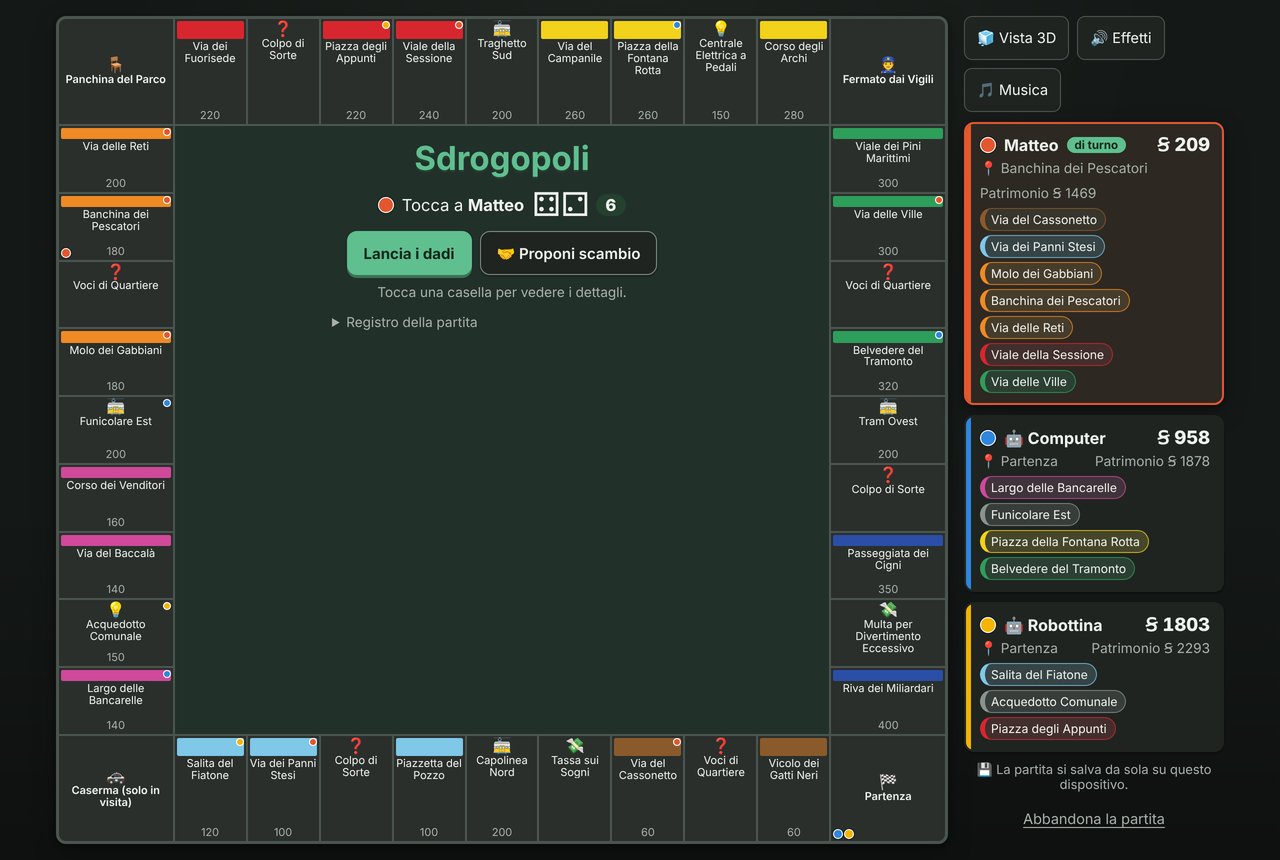 Panchina del Parco
Via dei
Fuorisede
220
Colpo di
Sorte
Piazza degli
Appunti
220
Viale della
Sessione
240
Traghetto
Sud
200
Via del
Campanile
260
Piazza della
Fontana
Rotta
260
Centrale
Elettrica a
Pedali
150
Corso degli
Archi
280
Fermato dai Vigili
Via delle Reti
200
Banchina dei
Pescatori
180
Voci di Quartiere
Molo dei Gabbiani
180
Funicolare Est
200
Corso dei Venditori
160
Via del Baccalà
140
Acquedotto
Comunale
150
Largo delle
Bancarelle
140
Sdrogopoli
Tocca a Matteo 6
Lancia i dadi
Proponi scambio
Tocca una casella per vedere i dettagli.
Registro della partita
Viale dei Pini
Marittimi
300
Via delle Ville
300
Voci di Quartiere
Belvedere del
Tramonto
320
Tram Ovest
200
Colpo di Sorte
Passeggiata dei
Cigni
350
Multa per
Divertimento
Eccessivo
Riva dei Miliardari
400
Caserma (solo in
visita)
Salita del
Fiatone
120
Via dei Panni
Stesi
100
Colpo di
Sorte
Piazzetta del
Pozzo
100
Capolinea
Nord
200
Tassa sui
Sogni
Via del
Cassonetto
60
Voci di
Quartiere
Vicolo dei
Gatti Neri
60
Partenza
Vista 3D
Effetti
Musica
Matteo di turno S 209
Banchina dei Pescatori
Patrimonio S 1469
Via del Cassonetto
Via dei Panni Stesi
Molo dei Gabbiani
Banchina dei Pescatori
Via delle Reti
Viale della Sessione
Via delle Ville
Computer S 958
Partenza Patrimonio S 1878
Largo delle Bancarelle
Funicolare Est
Piazza della Fontana Rotta
Belvedere del Tramonto
Robottina S 1803
Partenza Patrimonio S 2293
Salita del Fiatone
Acquedotto Comunale
Piazza degli Appunti
La partita si salva da sola su questo
dispositivo.
Abbandona la partita